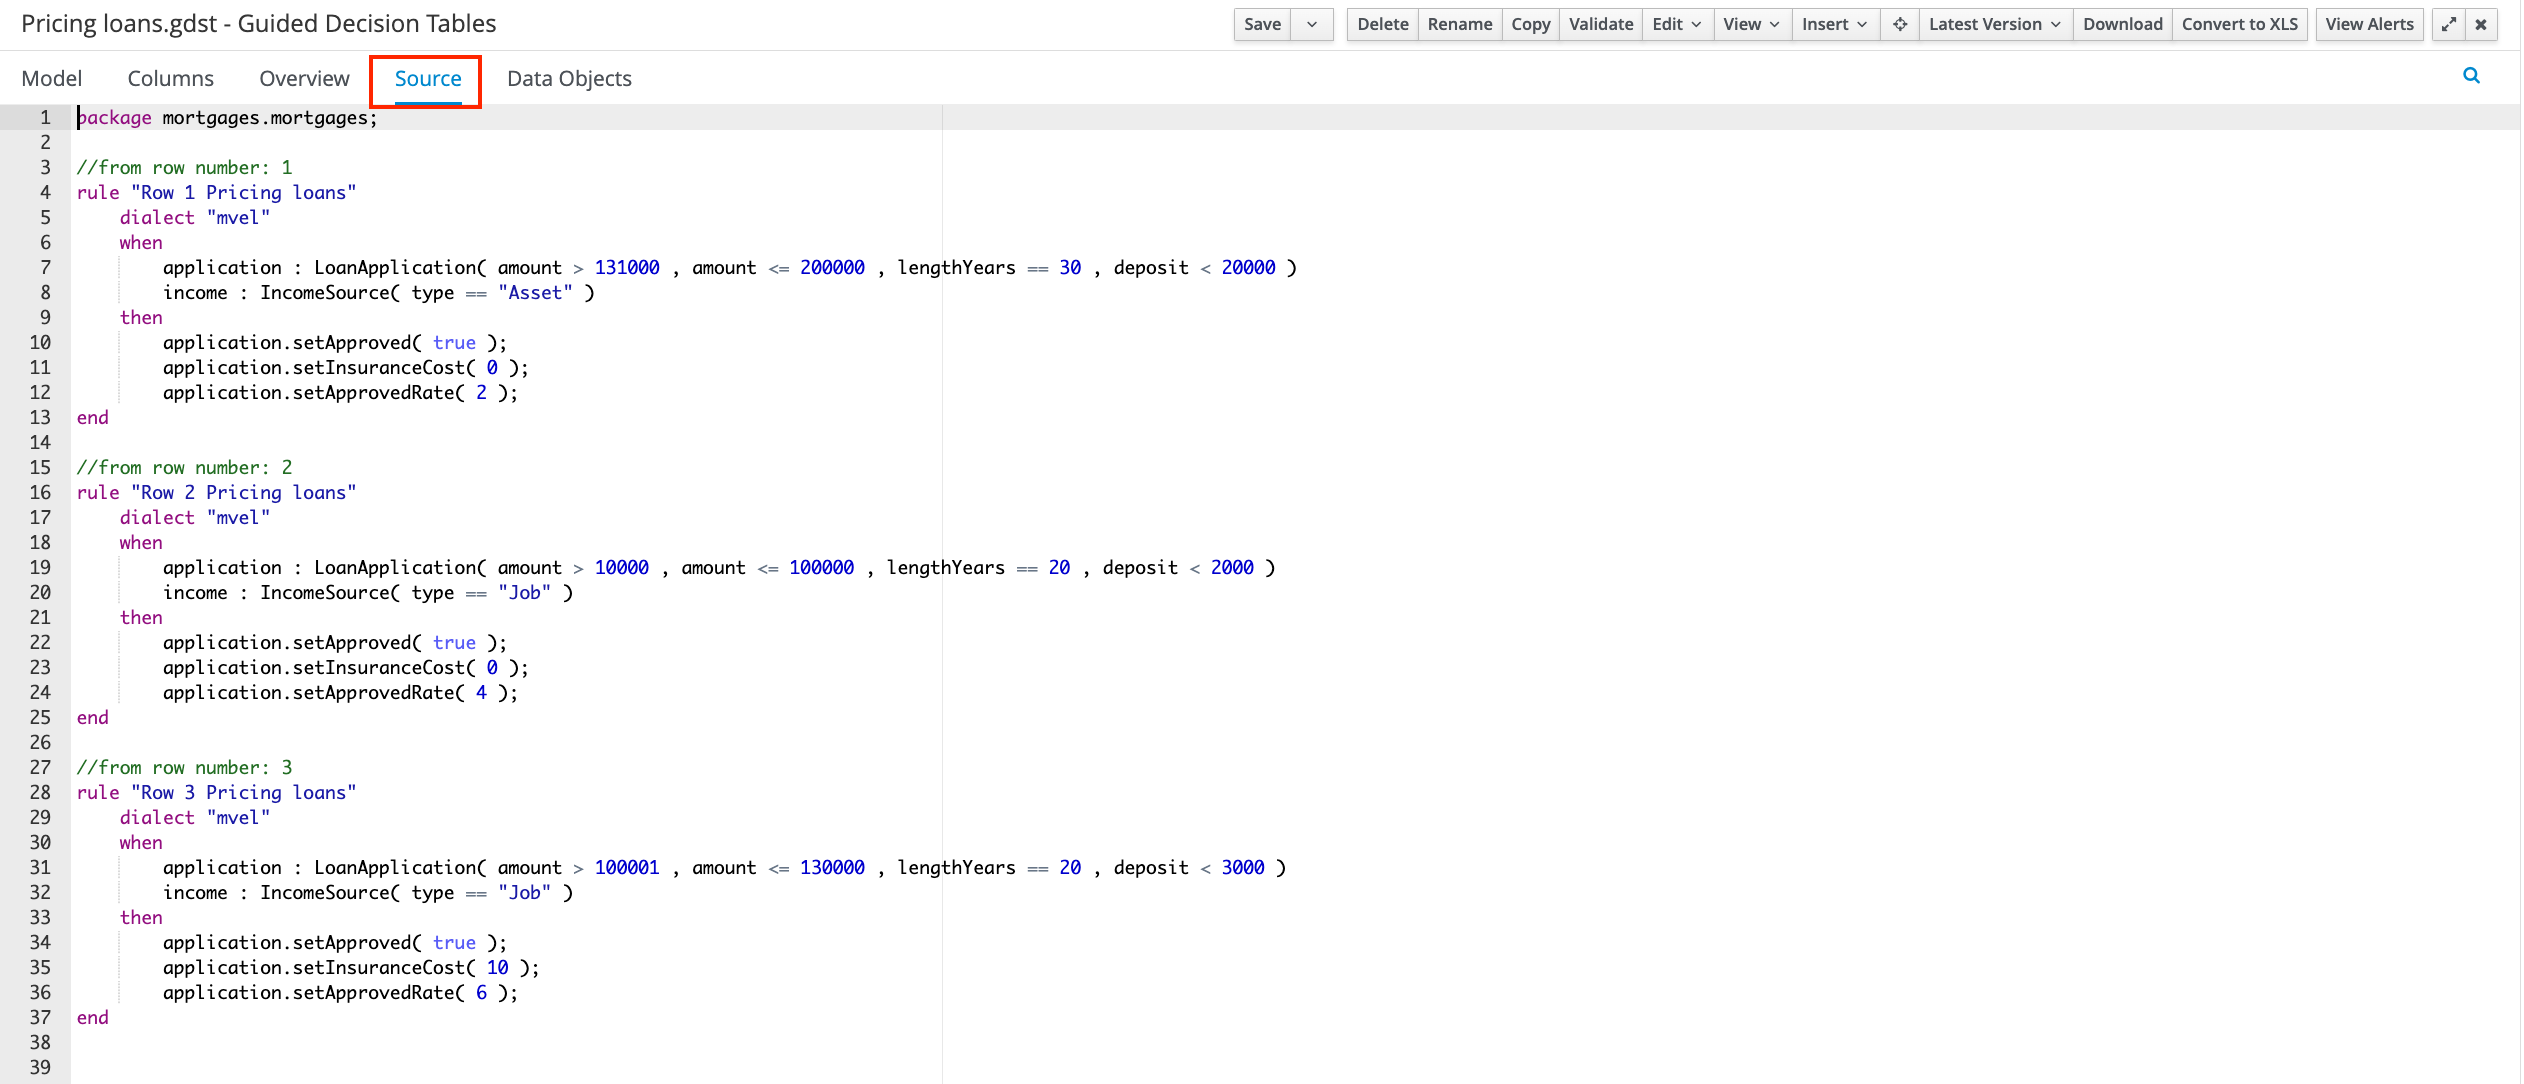 Pricing loans.gdst - Guided Decision Tables
Save Delete Rename Copy Validate Edit View Insert Latest Version Download Convert to XLS View Alerts
Model Columns Overview Source Data Objects
1 package mortgages.mortgages;
2
3 //from row number: 1
4 rule "Row 1 Pricing loans"
5 dialect "mvel"
6 when
7 application : LoanApplication( amount > 131000 , amount <= 200000 , lengthYears == 30 , deposit < 20000 )
8 income : IncomeSource( type == "Asset" )
9 then
10 application.setApproved( true );
11 application.setInsuranceCost( 0 );
12 application.setApprovedRate( 2 );
13 end
14
15 //from row number: 2
16 rule "Row 2 Pricing loans"
17 dialect "mvel"
18 when
19 application : LoanApplication( amount > 10000 , amount <= 100000 , lengthYears == 20 , deposit < 2000 )
20 income : IncomeSource( type == "Job" )
21 then
22 application.setApproved( true );
23 application.setInsuranceCost( 0 );
24 application.setApprovedRate( 4 );
25 end
26
27 //from row number: 3
28 rule "Row 3 Pricing loans"
29 dialect "mvel"
30 when
31 application : LoanApplication( amount > 100001 , amount <= 130000 , lengthYears == 20 , deposit < 3000 )
32 income : IncomeSource( type == "Job" )
33 then
34 application.setApproved( true );
35 application.setInsuranceCost( 10 );
36 application.setApprovedRate( 6 );
37 end
38
39